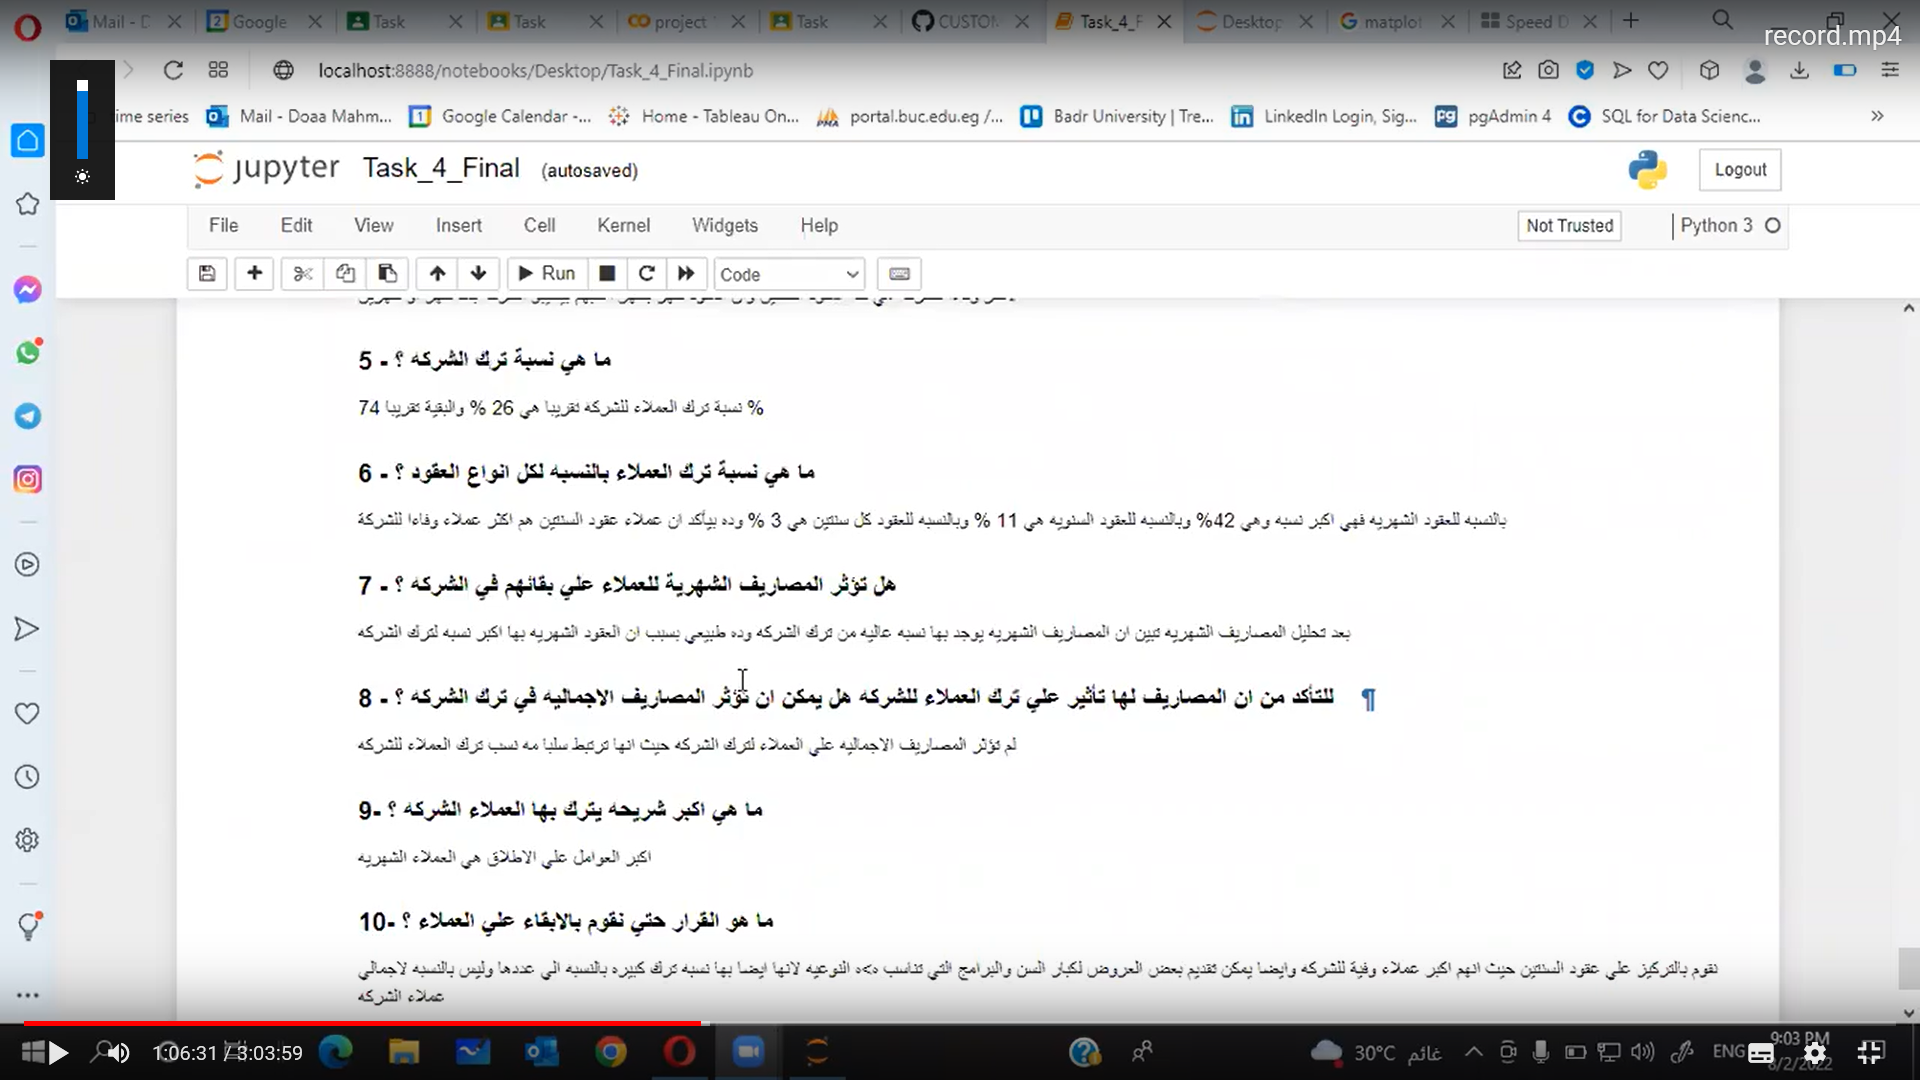 Mail - D
Google
Task
Task
project
Task
CUSTOM
Task_4_F
Desktop
matplot
Speed D
record.mp4
localhost:8888/notebooks/Desktop/Task_4_Final.ipynb
time series
Mail - Doaa Mahm...
Google Calendar -...
Home - Tableau On...
portal.buc.edu.eg /...
Badr University | Tre...
LinkedIn Login, Sig...
pgAdmin 4
SQL for Data Scienc...
jupyter Task_4_Final (autosaved)
Logout
File Edit View Insert Cell Kernel Widgets Help
Not Trusted
Python 3
Run
Code
5 - ما هي نسبة ترك الشركه ؟
% نسبة ترك العملاء للشركة تقريبا هي 26 % والبقية تقريبا 74
6 - ما هي نسبة ترك العملاء بالنسبه لكل انواع العقود ؟
بالنسبه للعقود الشهريه فهي اكبر نسبه وهي 42% وبالنسبه للعقود السنويه هي 11 % وبالنسبه للعقود كل سنتين هي 3 % وده بيأكد ان عملاء عقود السنتين هم اكثر عملاء وفاءا للشركة
7 - هل تؤثر المصاريف الشهرية للعملاء علي بقائهم في الشركه ؟
بعد تحليل المصاريف الشهريه تبين ان المصاريف الشهريه يوجد بها نسبه عاليه من ترك الشركه وده طبيعي بسبب ان العقود الشهريه بها اكبر نسبه لترك الشركه
8 - للتأكد من ان المصاريف لها تأثير علي ترك العملاء للشركه هل يمكن ان تؤثر المصاريف الاجماليه في ترك الشركه ؟ ¶
لم تؤثر المصاريف الاجماليه علي العملاء لترك الشركه حيث انها ترتبط سلبا مه نسب ترك العملاء للشركه
9- ما هي اكبر شريحه يترك بها العملاء الشركه ؟
اكبر العوامل علي الاطلاق هي العملاء الشهريه
10- ما هو القرار حتي نقوم بالابقاء علي العملاء ؟
نقوم بالتركيز علي عقود السنتين حيث انهم اكبر عملاء وفية للشركه وايضا يمكن تقديم بعض العروض لكبار السن والبرامج التي تناسب النوعيه لانها ايضا بها نسبه ترك كبيره بالنسبه الي عددها وليس بالنسبه لاجمالي
عملاء الشركه
1:06:31 / 3:03:59
30°C غائم
ENG
9:03 PM
8/2/2022